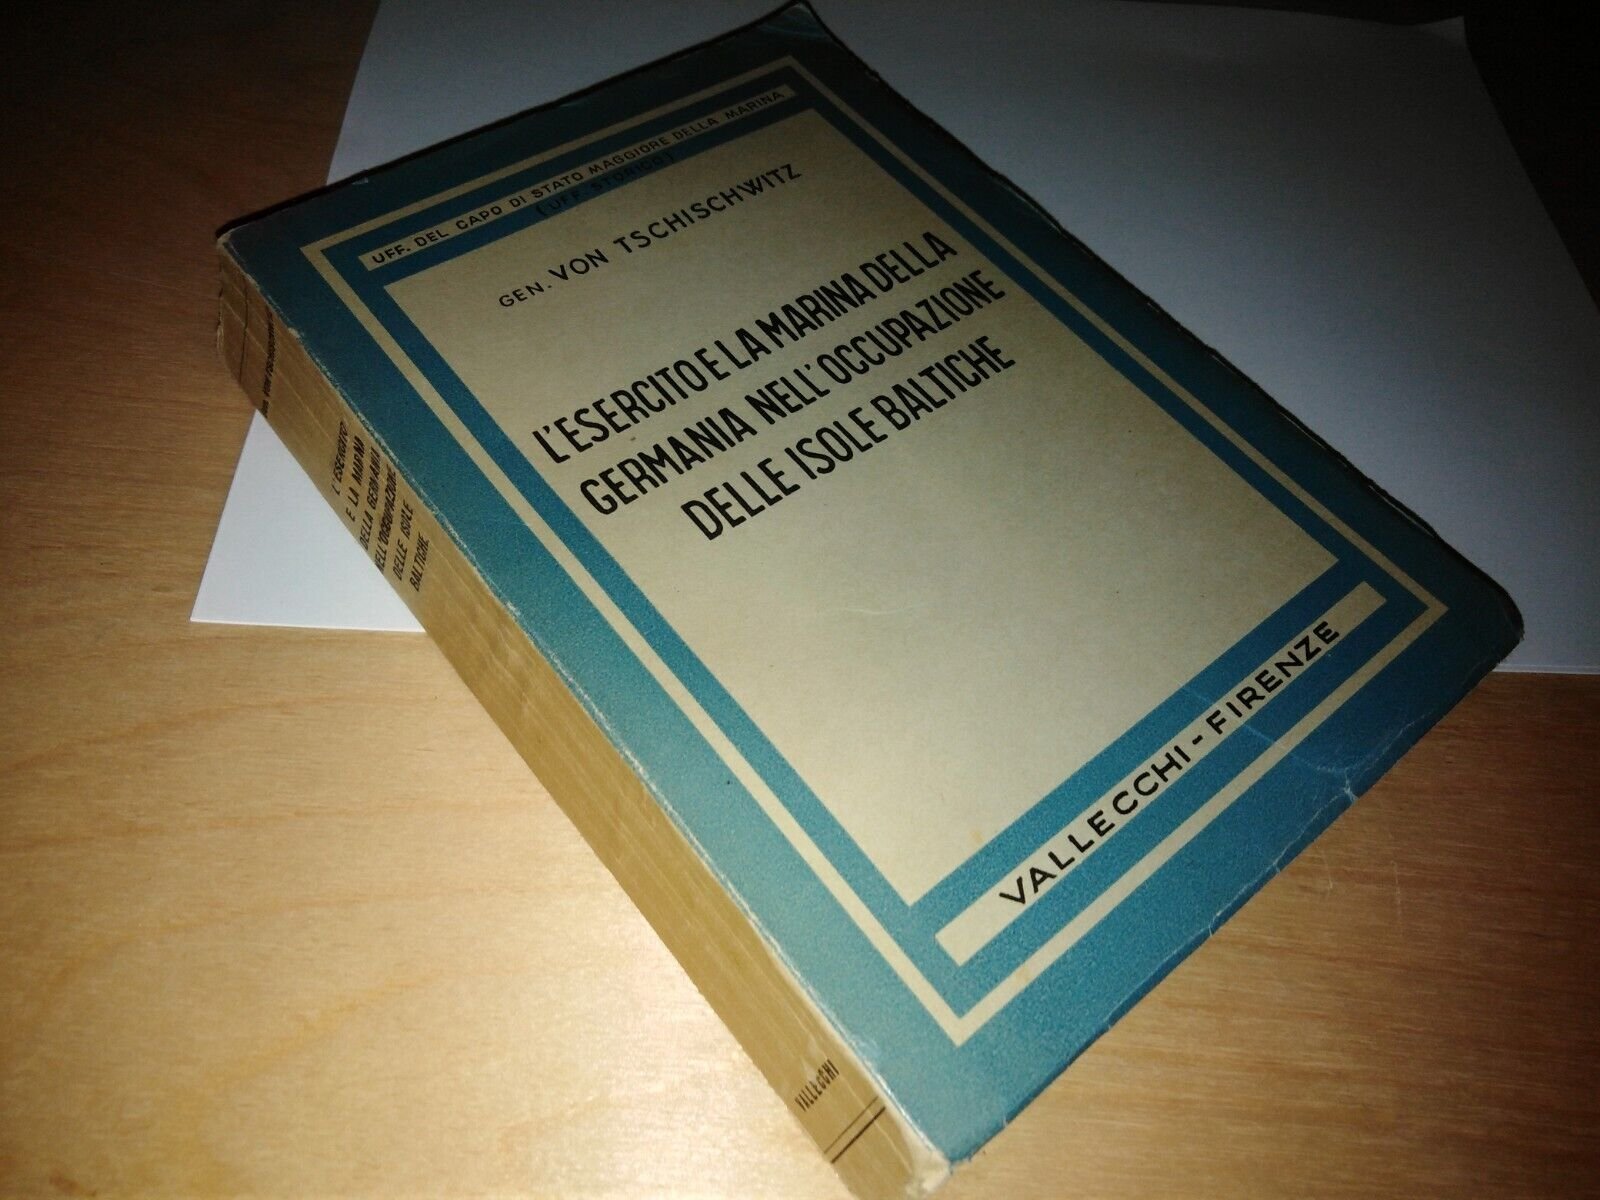 UFF. DEL CAPO DI STATO MAGGIORE DELLA MARINA
(UFF. STORICO)
GEN. VON TSCHISCHWITZ
L'ESERCITO E LA MARINA DELLA
GERMANIA NELL'OCCUPAZIONE
DELLE ISOLE BALTICHE
VALLECCHI - FIRENZE
L'ESERCITO
E LA MARINA
DELLA GERMANIA
NELL'OCCUPAZIONE
DELLE ISOLE
BALTICHE
VALLECCHI